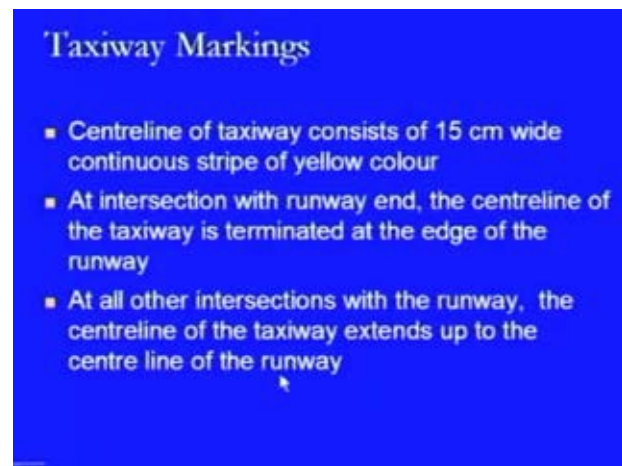 Taxiway Markings
Centreline of taxiway consists of 15 cm wide
continuous stripe of yellow colour
At intersection with runway end, the centreline of
the taxiway is terminated at the edge of the
runway
At all other intersections with the runway, the
centreline of the taxiway extends up to the
centre line of the runway